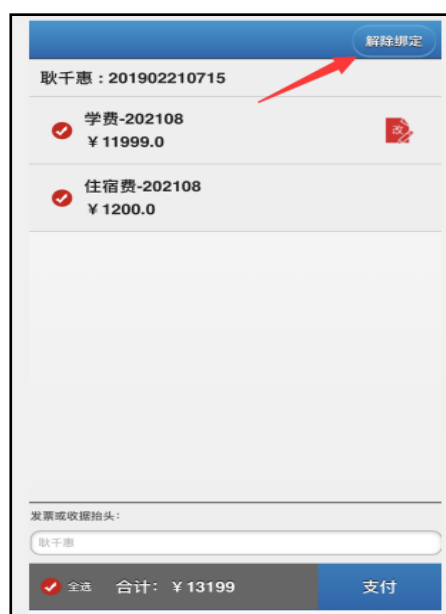 解除绑定
耿千惠：201902210715
学费-202108
￥11999.0
改
住宿费-202108
￥1200.0
发票或收据抬头：
耿千惠
全选 合计：￥13199 支付